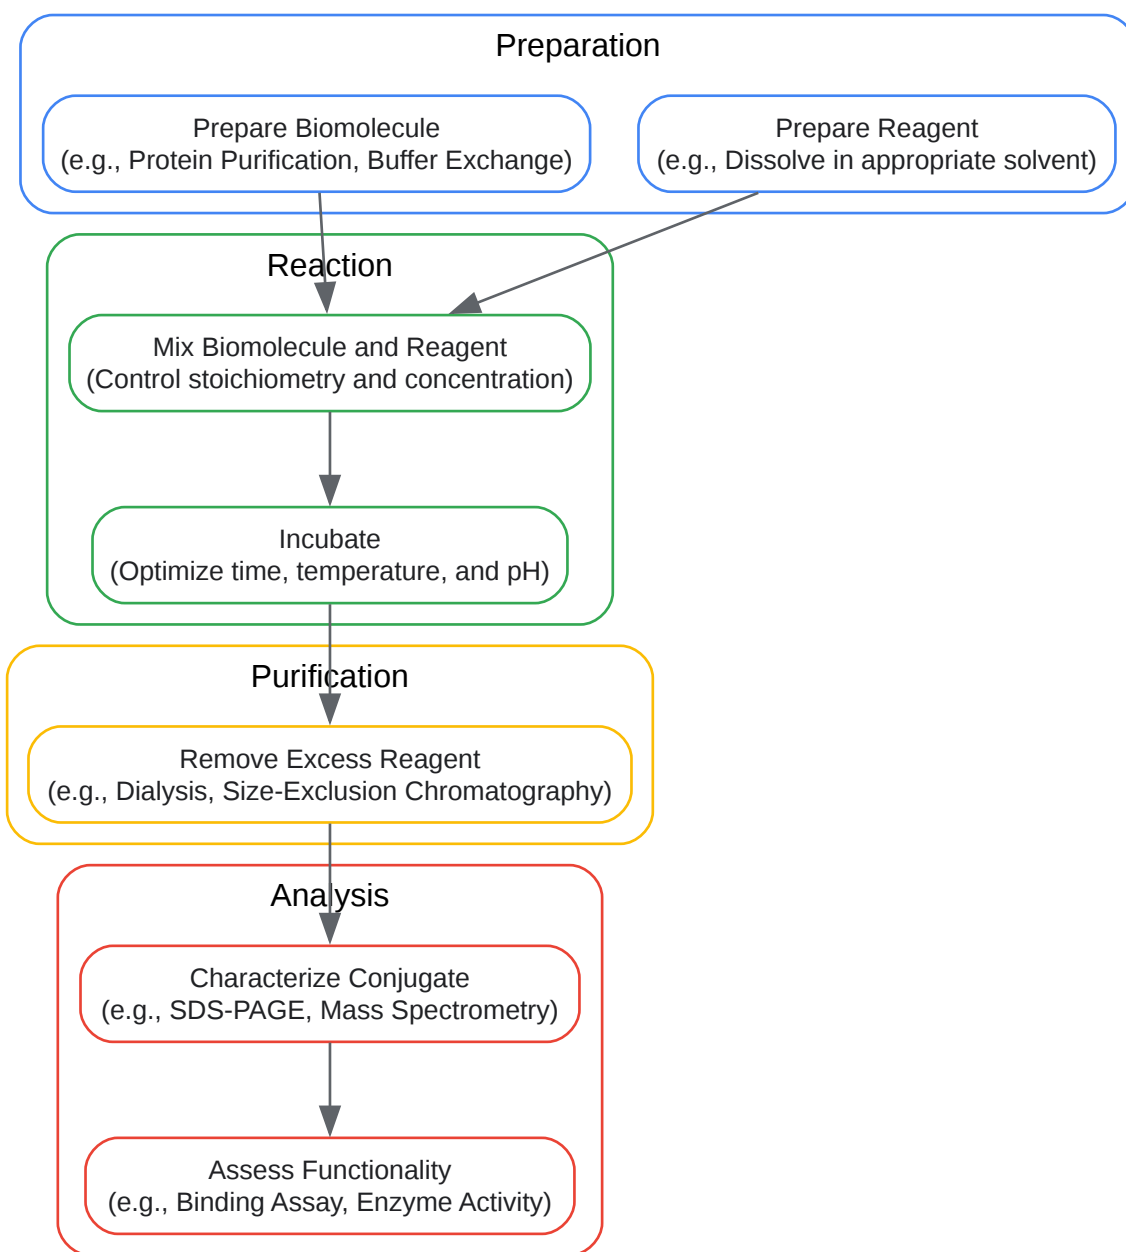 Preparation
Prepare Biomolecule
(e.g., Protein Purification, Buffer Exchange)
Prepare Reagent
(e.g., Dissolve in appropriate solvent)
Reaction
Mix Biomolecule and Reagent
(Control stoichiometry and concentration)
Incubate
(Optimize time, temperature, and pH)
Purification
Remove Excess Reagent
(e.g., Dialysis, Size-Exclusion Chromatography)
Analysis
Characterize Conjugate
(e.g., SDS-PAGE, Mass Spectrometry)
Assess Functionality
(e.g., Binding Assay, Enzyme Activity)